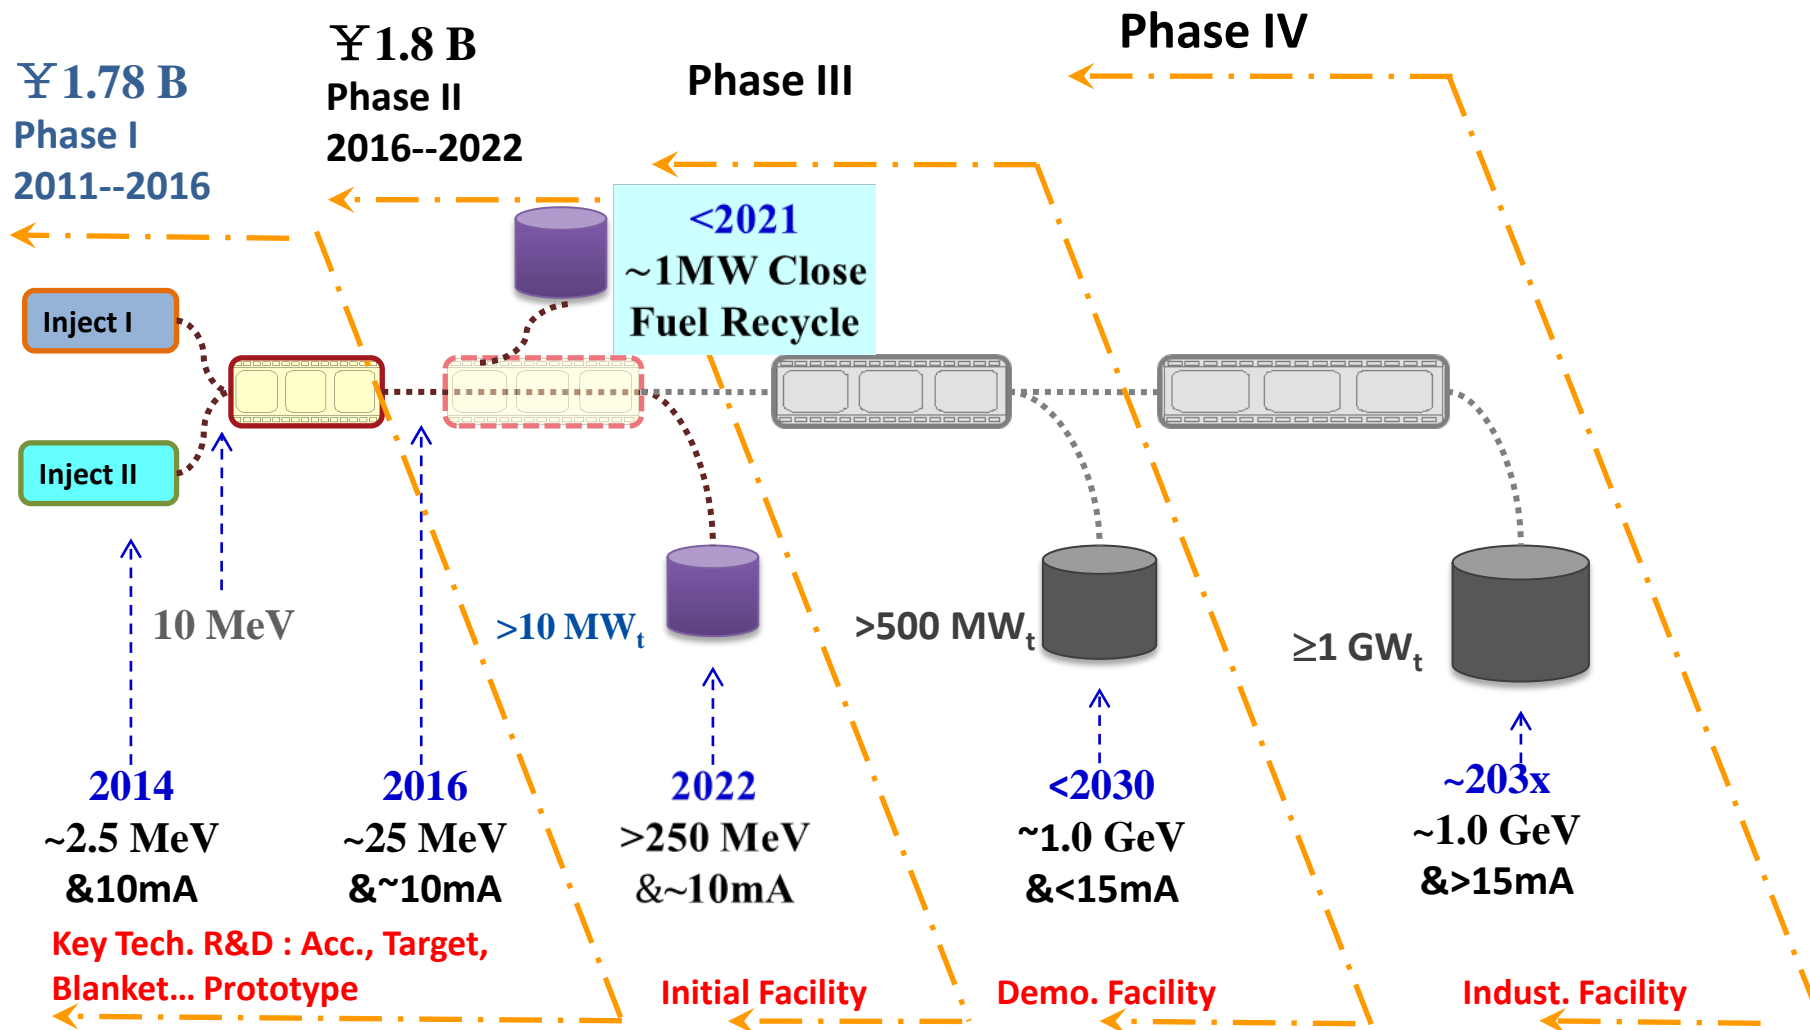 ¥1.78 B
Phase I
2011--2016
¥1.8 B
Phase II
2016--2022
Phase III
Phase IV
<2021
~1MW Close
Fuel Recycle
Inject I
Inject II
10 MeV
>10 MWt
>500 MWt
≥1 GWt
2014
~2.5 MeV
&10mA
2016
~25 MeV
&~10mA
2022
>250 MeV
&~10mA
<2030
~1.0 GeV
&<15mA
~203x
~1.0 GeV
&>15mA
Key Tech. R&D : Acc., Target,
Blanket... Prototype
Initial Facility
Demo. Facility
Indust. Facility